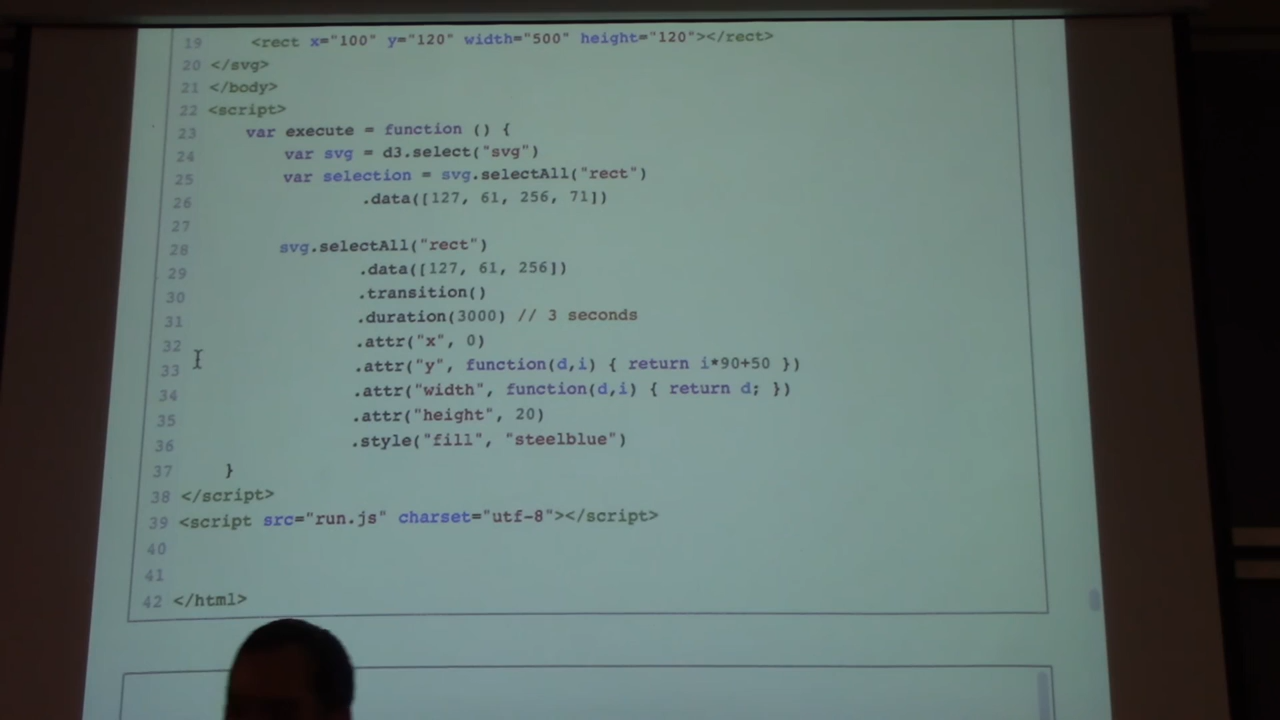 19 <rect x="100" y="120" width="500" height="120"></rect>
20 </svg>
21 </body>
22 <script>
23 var execute = function () {
24 var svg = d3.select("svg")
25 var selection = svg.selectAll("rect")
26 .data([127, 61, 256, 71])
27
28 svg.selectAll("rect")
29 .data([127, 61, 256])
30 .transition()
31 .duration(3000) // 3 seconds
32 .attr("x", 0)
33 .attr("y", function(d,i) { return i*90+50 })
34 .attr("width", function(d,i) { return d; })
35 .attr("height", 20)
36 .style("fill", "steelblue")
37 }
38 </script>
39 <script src="run.js" charset="utf-8"></script>
40
41
42 </html>